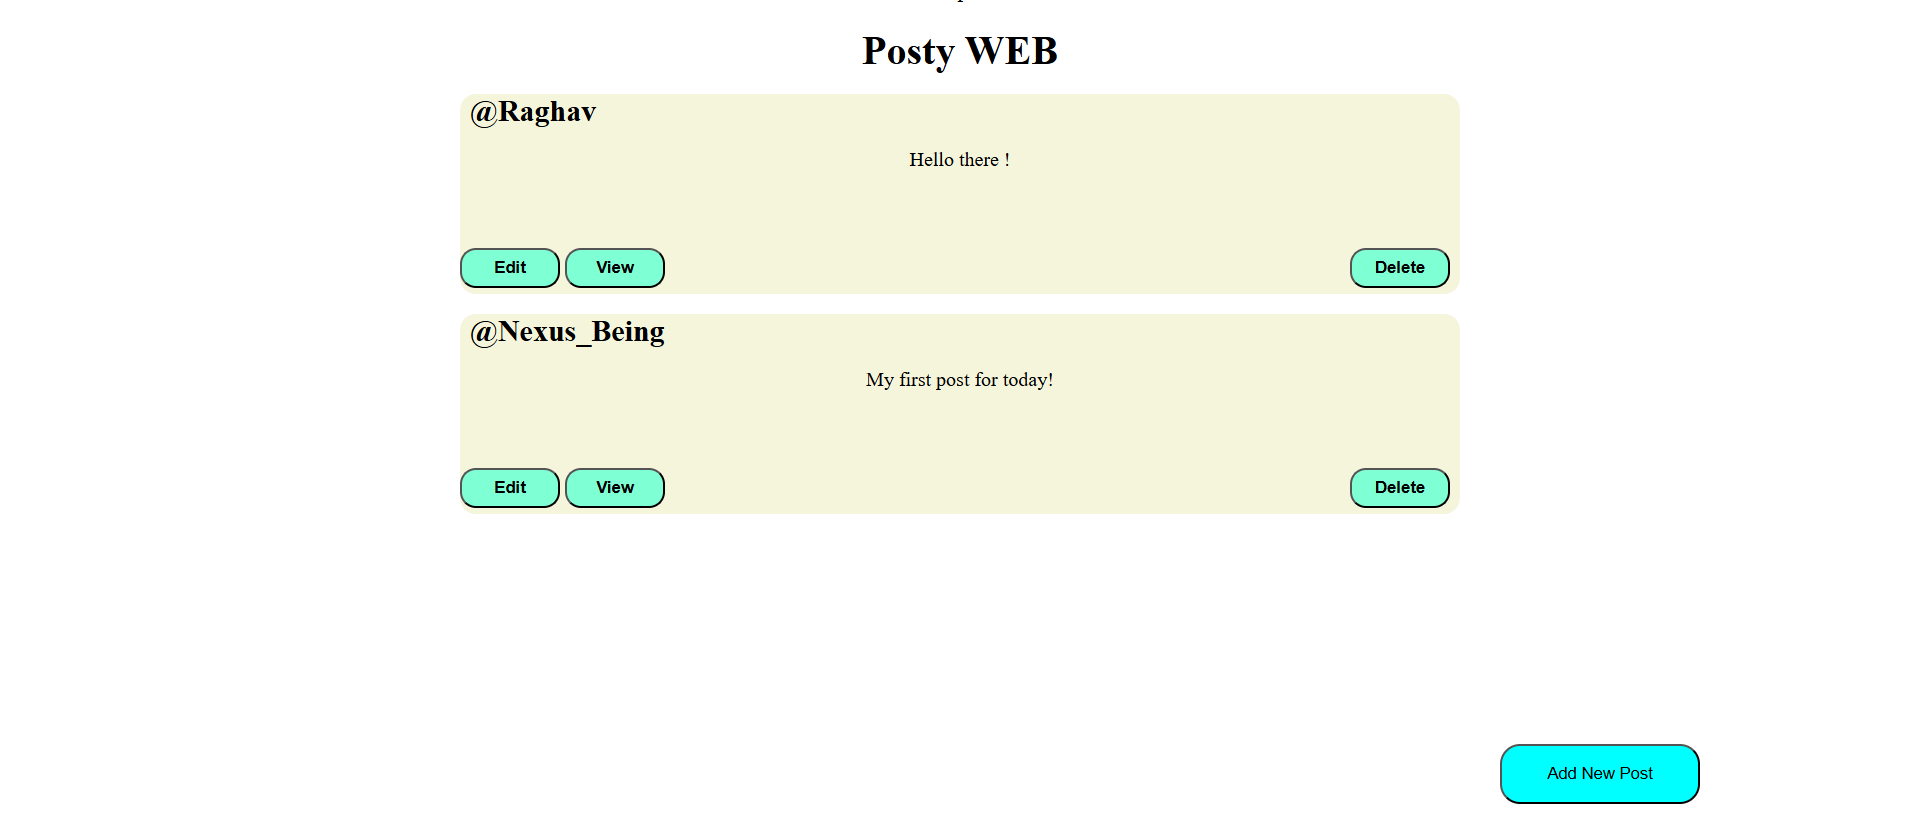 Posty WEB
@Raghav
Hello there !
Edit View Delete
@Nexus_Being
My first post for today!
Edit View Delete
Add New Post